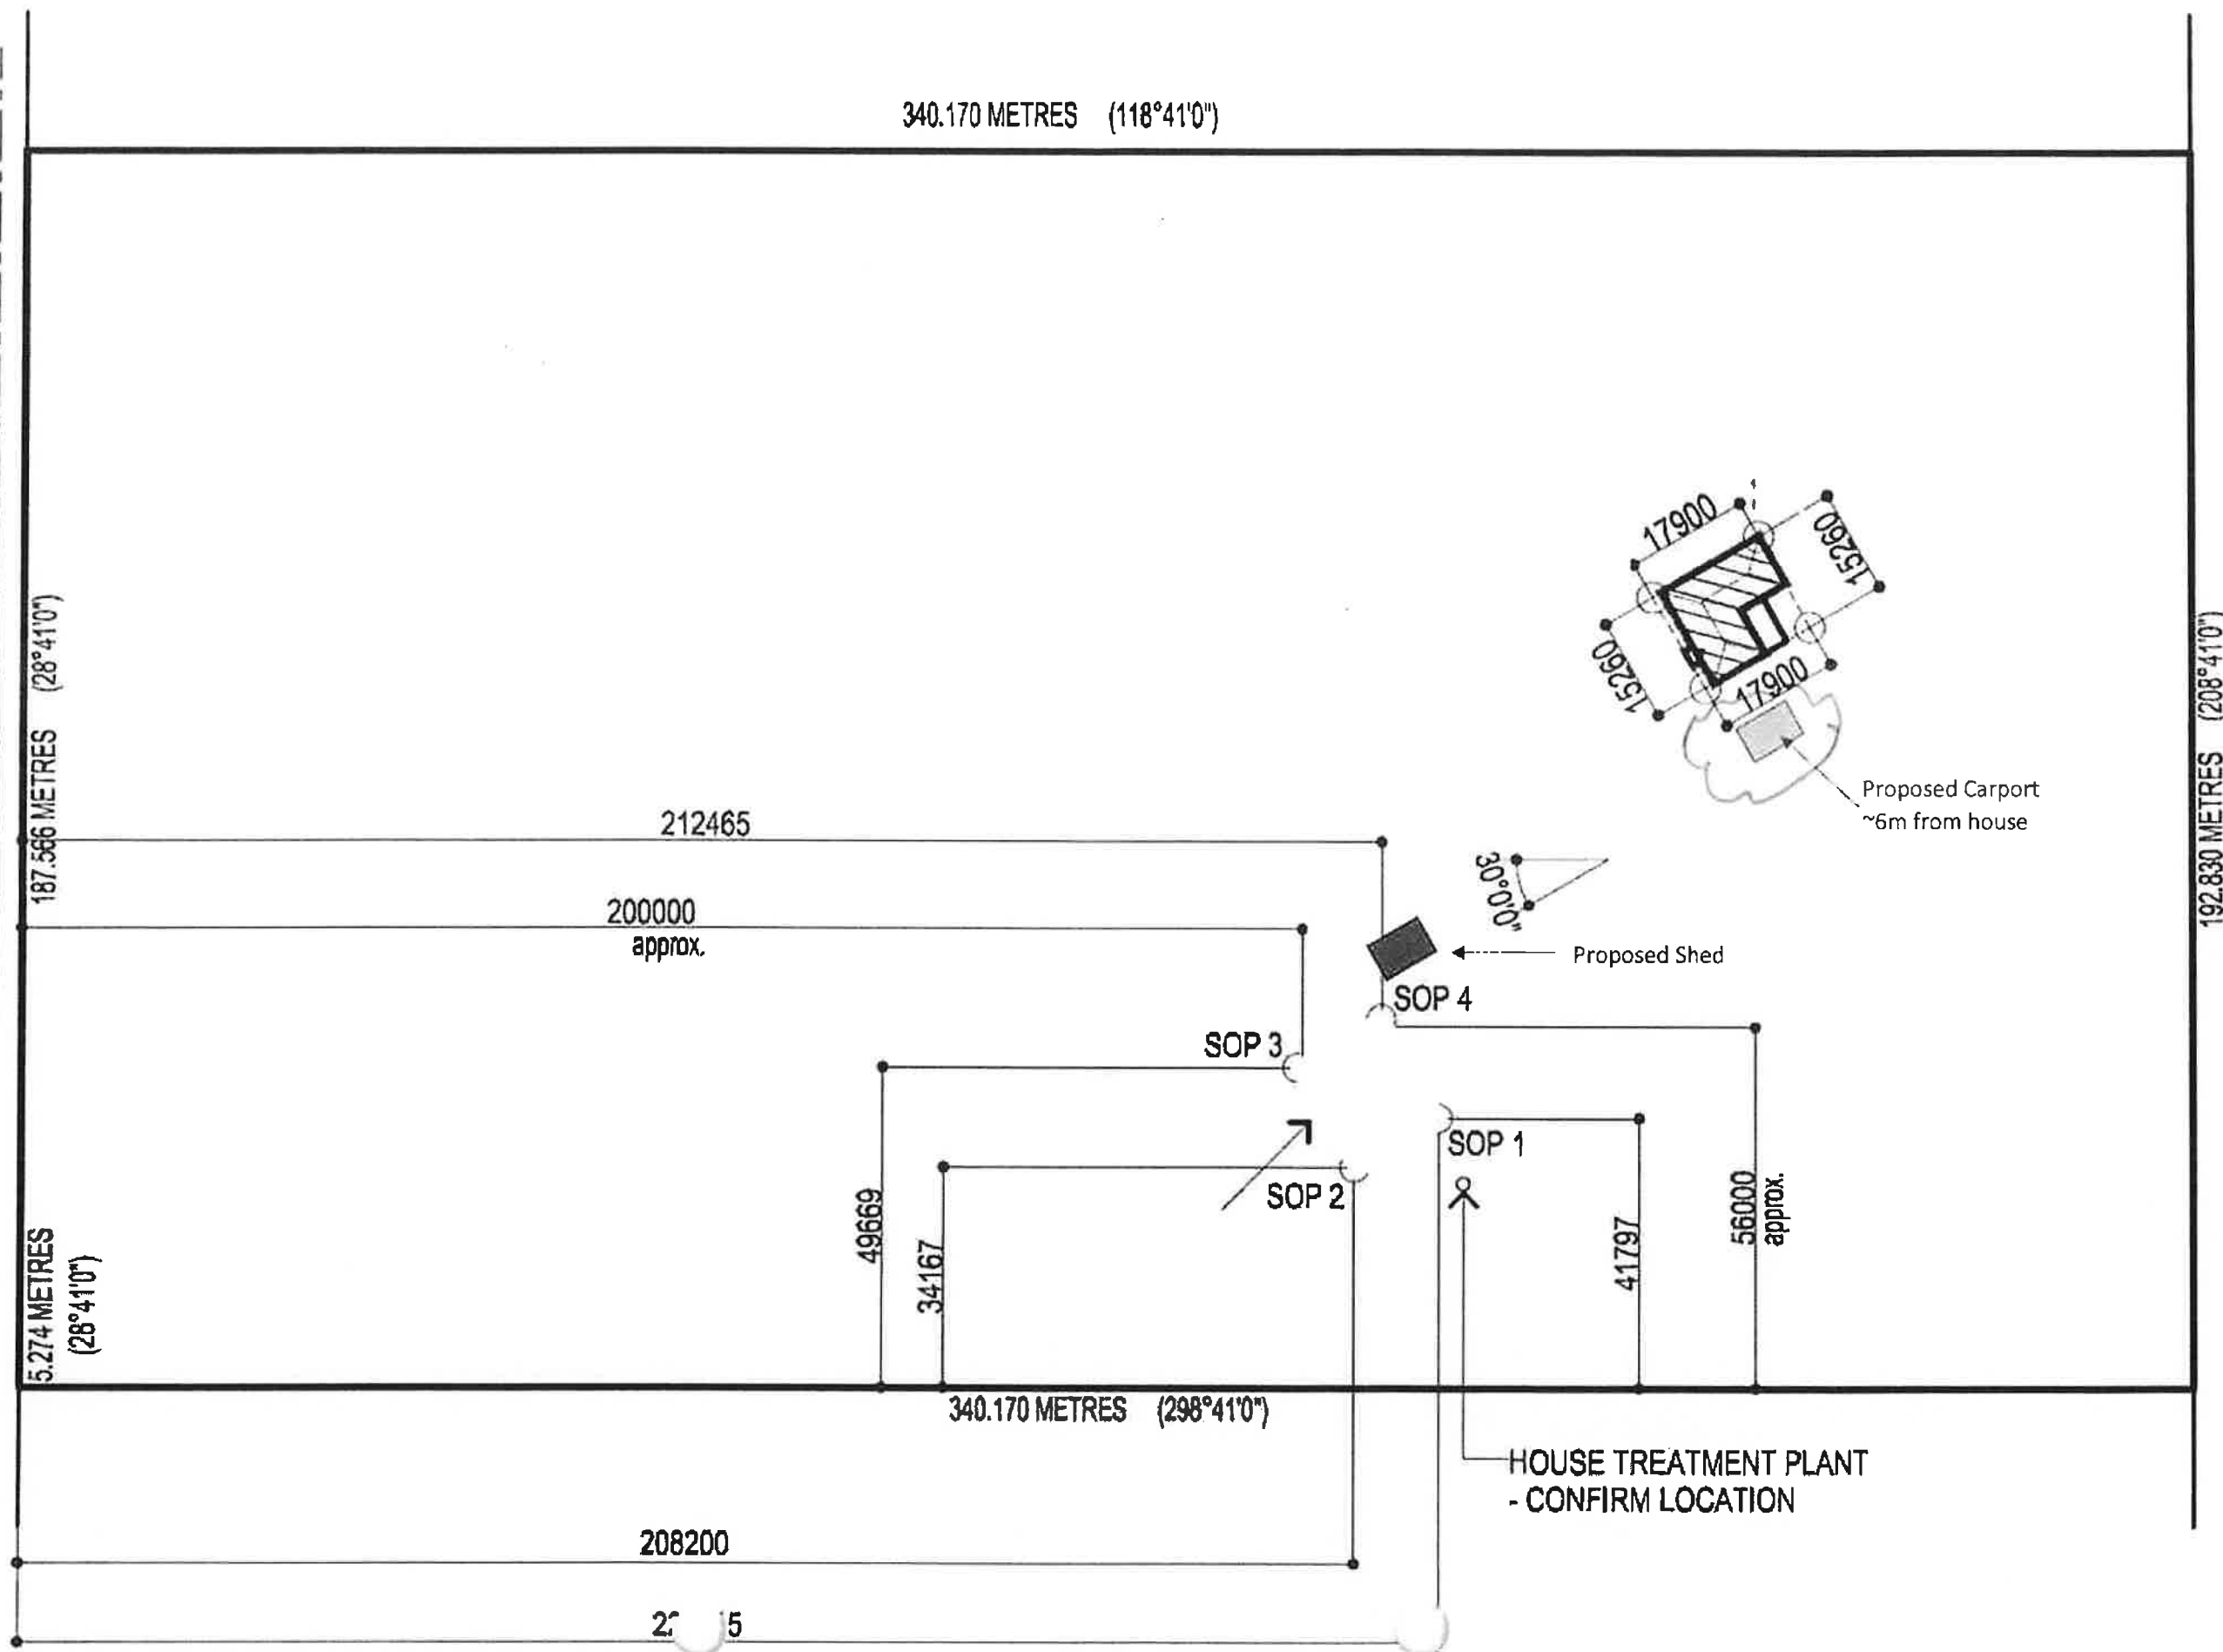 340.170 METRES (118°41'0")
17900
15260
187.566 METRES (28°41'0")
192.830 METRES (208°41'0")
15260
17900
Proposed Carport
~6m from house
212465
30°0'0"
200000
approx.
Proposed Shed
SOP 4
SOP 3
SOP 1
SOP 2
49669
34167
41797
56000
approx.
5.274 METRES
(28°41'0")
340.170 METRES (298°41'0")
HOUSE TREATMENT PLANT
- CONFIRM LOCATION
208200